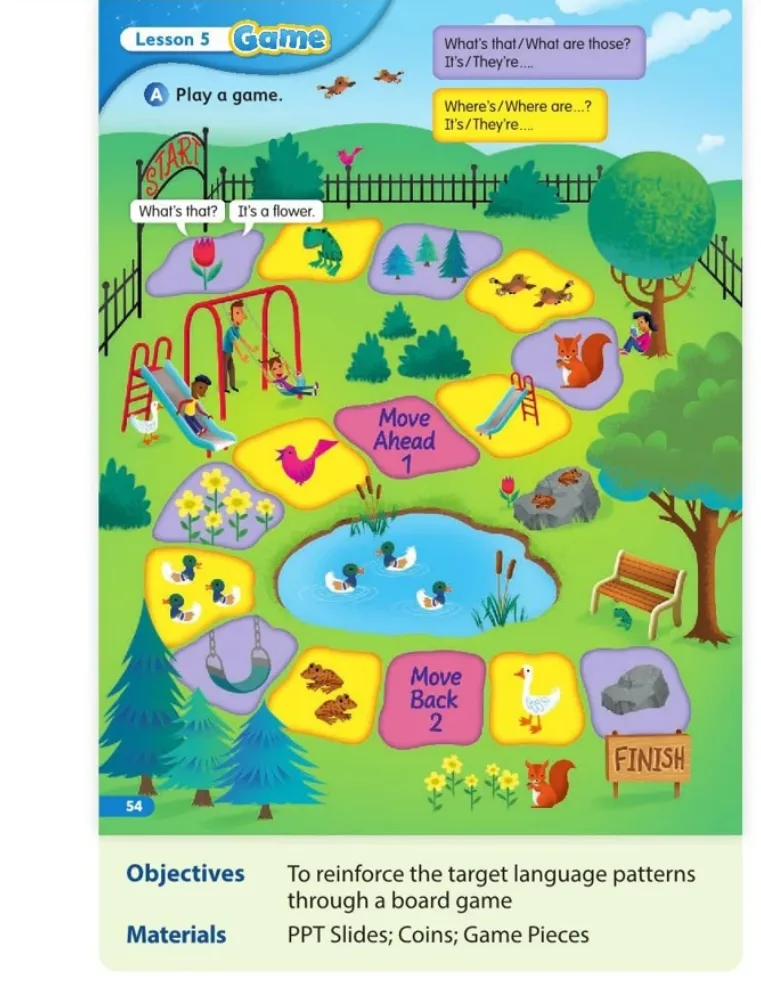 Lesson 5 Game
What's that/What are those?
It's/They're....
A Play a game.
Where's/Where are...?
It's/They're....
START
What's that? It's a flower.
Move
Ahead
1
Move
Back
2
FINISH
54
Objectives To reinforce the target language patterns
through a board game
Materials PPT Slides; Coins; Game Pieces